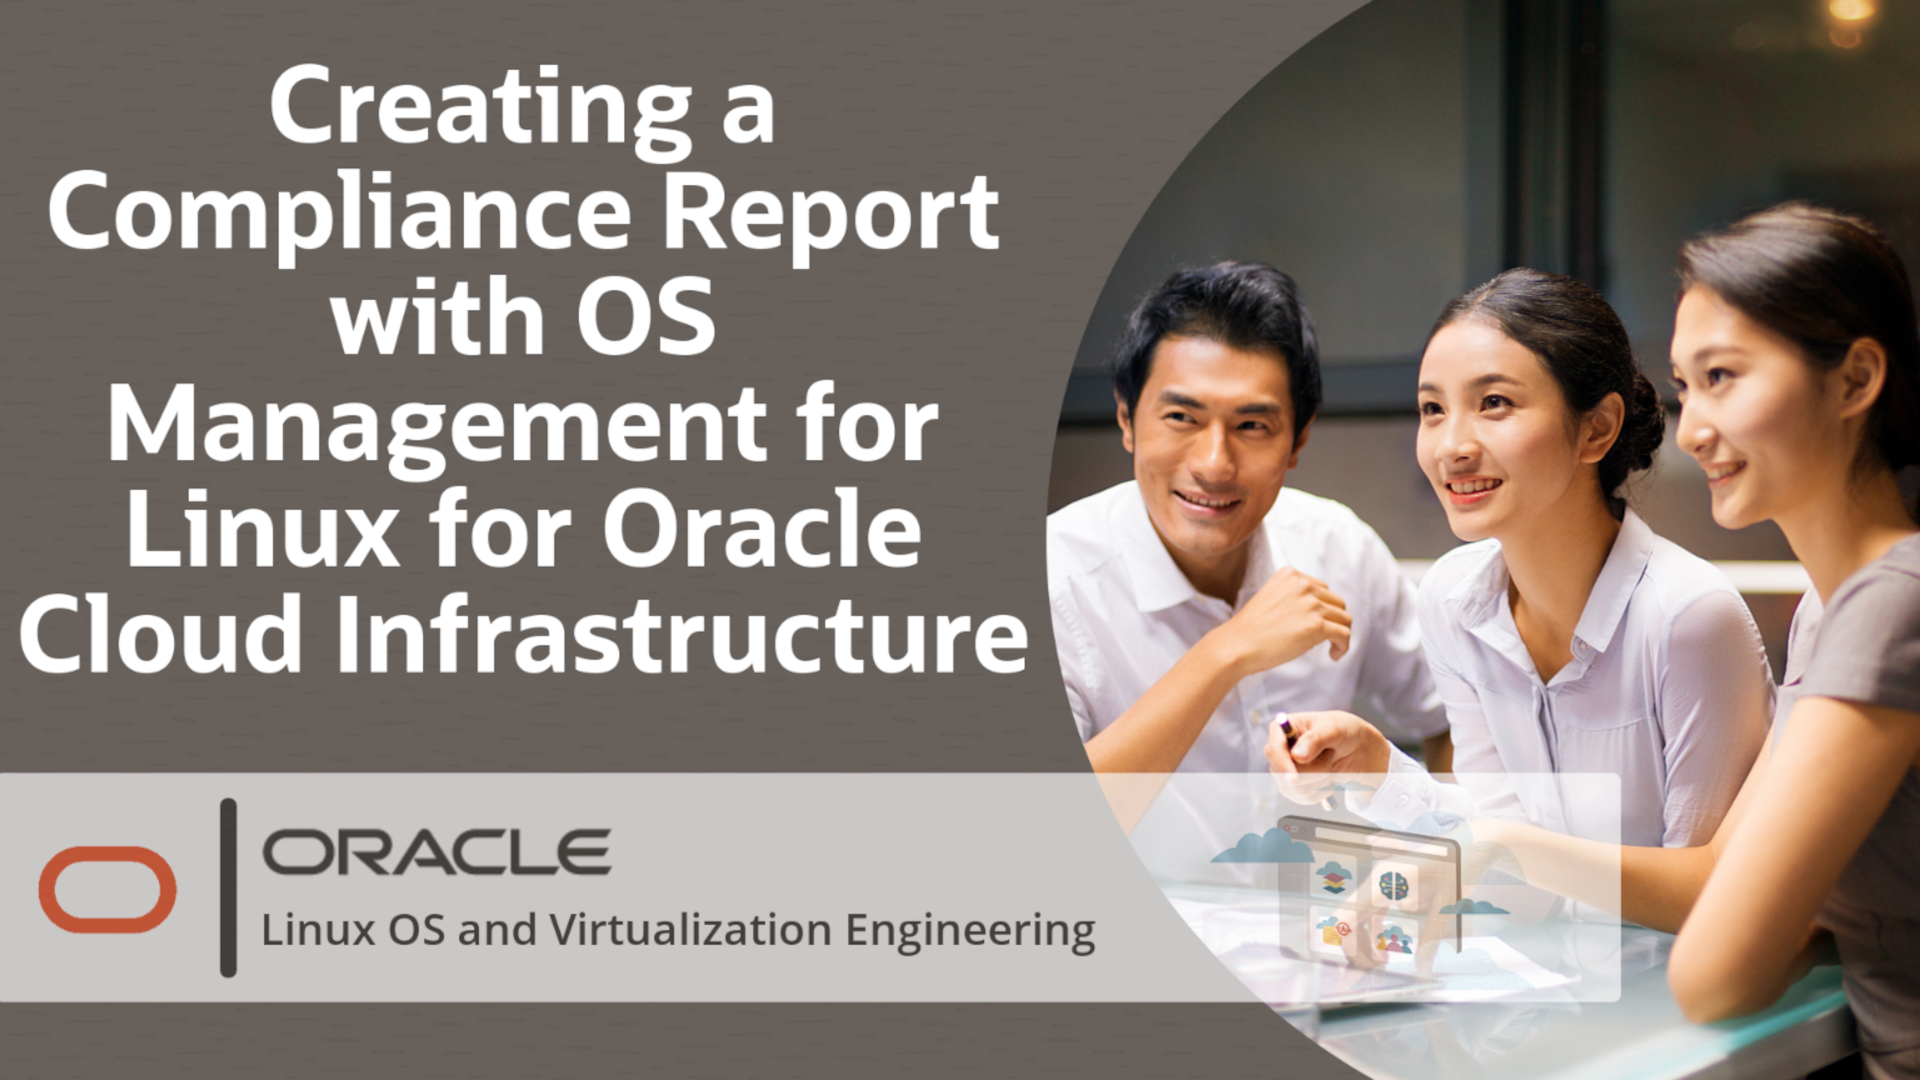 Creating a
Compliance Report
with OS
Management for
Linux for Oracle
Cloud Infrastructure
ORACLE
Linux OS and Virtualization Engineering